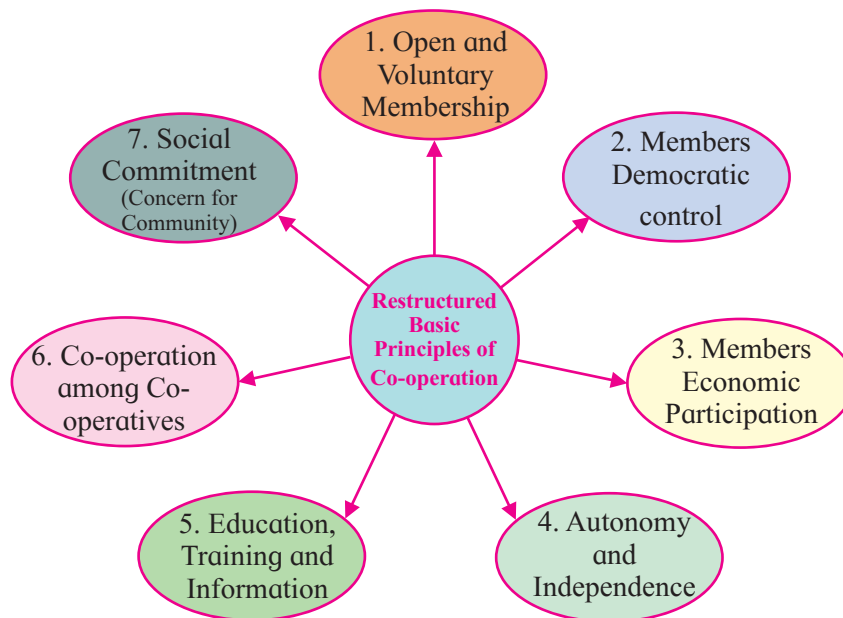 1. Open and
Voluntary
Membership
2. Members
Democratic
control
3. Members
Economic
Participation
4. Autonomy
and
Independence
5. Education,
Training and
Information
6. Co-operation
among Co-
operatives
7. Social
Commitment
(Concern for
Community)
Restructured
Basic
Principles of
Co-operation